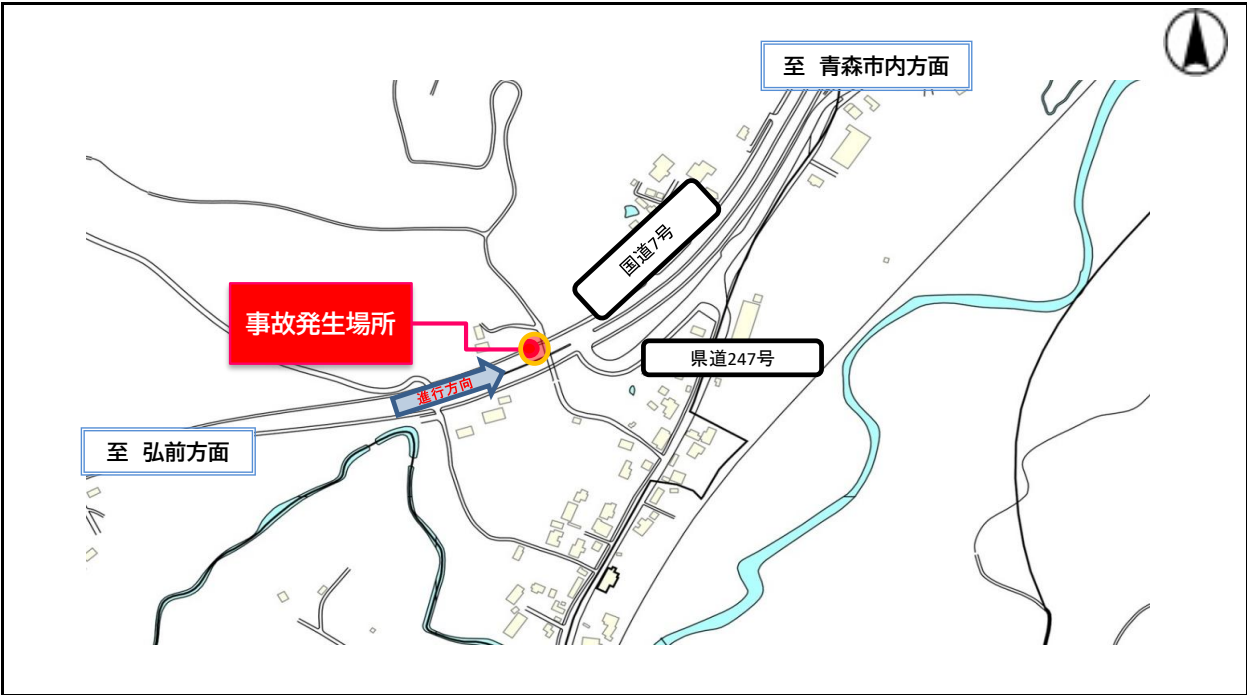 至 青森市内方面
国道7号
事故発生場所
県道247号
進行方向
至 弘前方面